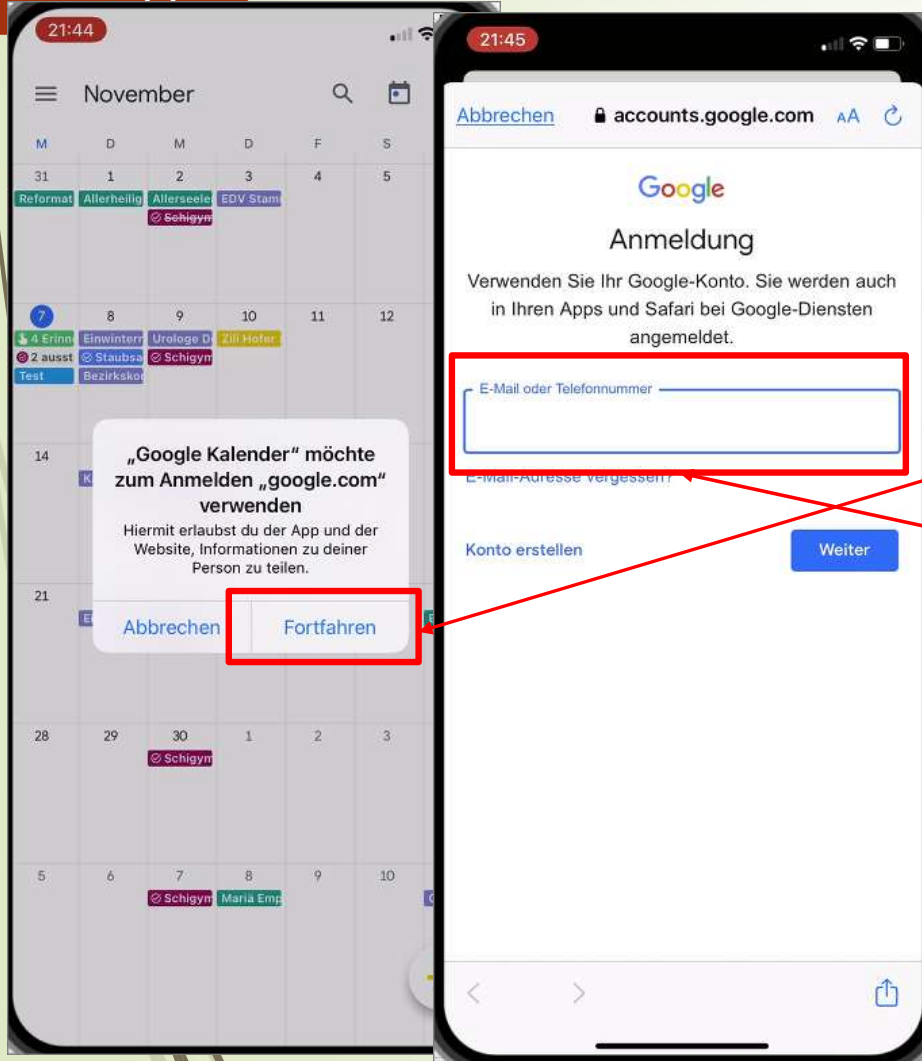 21:44
November
M D M D F S
31 1 2 3 4 5
Reformat Allerheilig Allerseele EDV Stam
Schigym
7 8 9 10 11 12
4 Erinn Einwinterr Urologe D Zili Hofer
2 ausst Staubsa Schigym
Test Bezirkskor
14
K
„Google Kalender“ möchte
zum Anmelden „google.com“
verwenden
Hiermit erlaubst du der App und der
Website, Informationen zu deiner
Person zu teilen.
21
Abbrechen Fortfahren
28 29 30 1 2 3
Schigym
5 6 7 8 9 10
Schigym Mariä Emp
21:45
Abbrechen accounts.google.com AA
Google
Anmeldung
Verwenden Sie Ihr Google-Konto. Sie werden auch
in Ihren Apps und Safari bei Google-Diensten
angemeldet.
E-Mail oder Telefonnummer
E-Mail-Adresse vergessen?
Konto erstellen Weiter